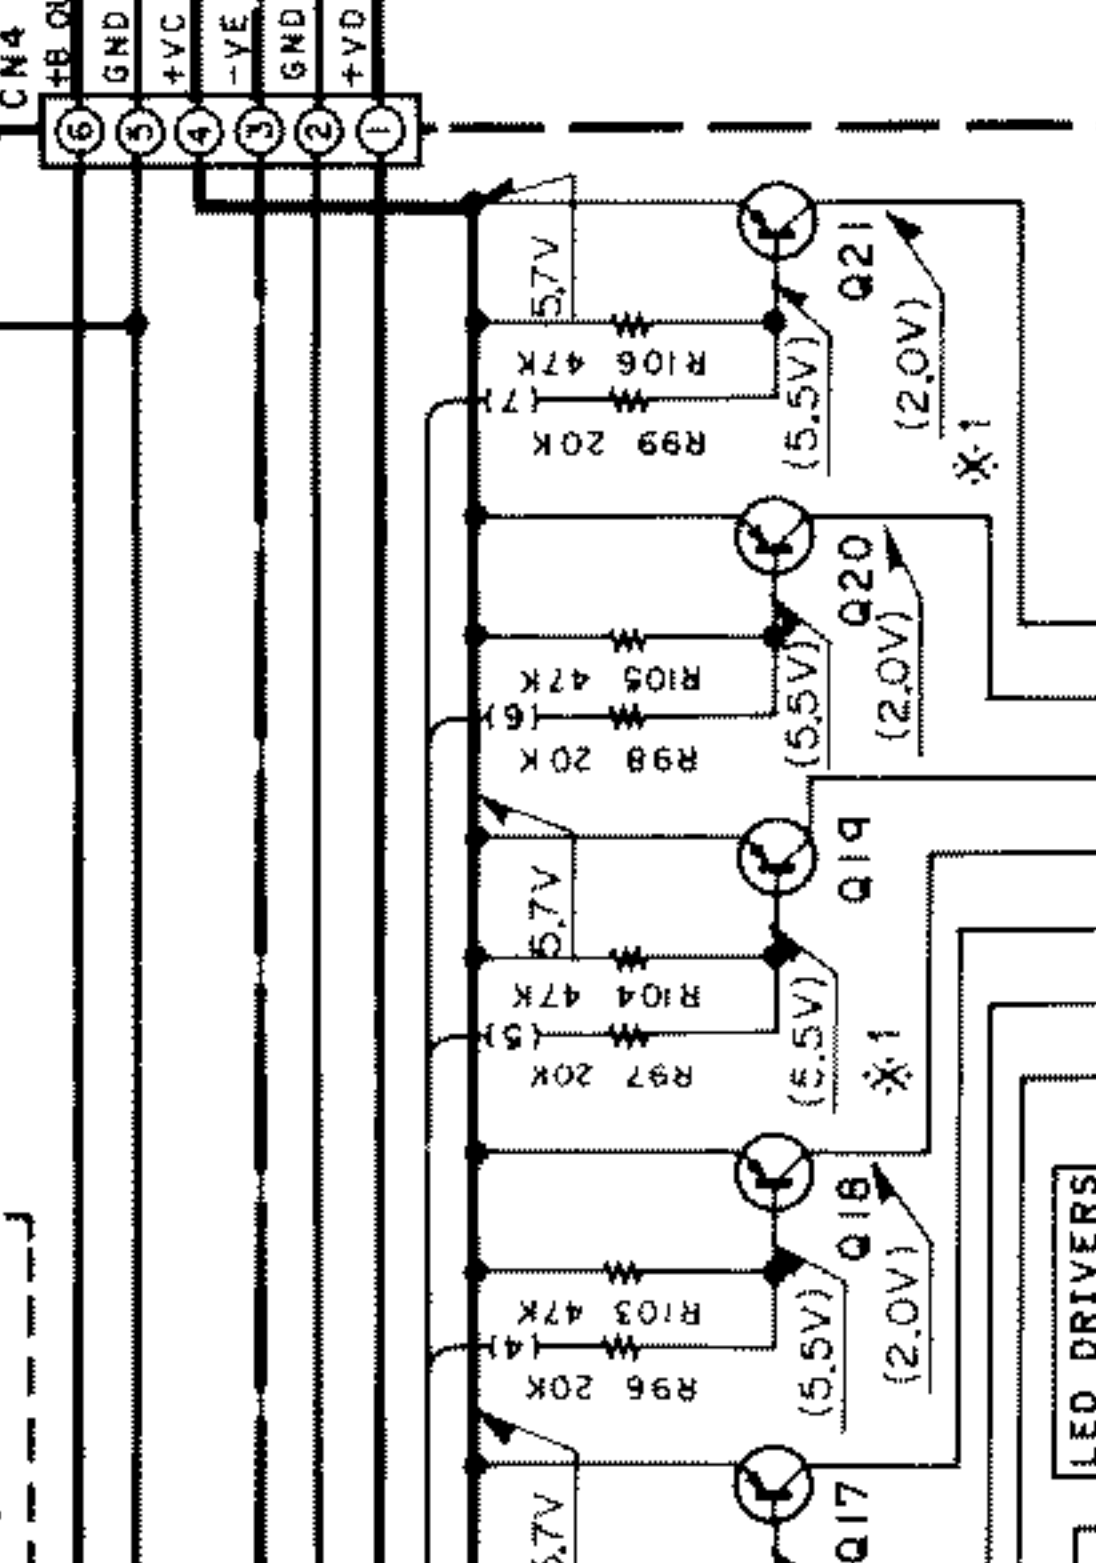 CN4
GND
+VC
-VE
GND
+VD
6
5
4
3
2
1
5.7V
Q21
(2.0V)
R106 47K
(5.5V)
(7)
R99 20K
※1
Q20
(2.0V)
R105 47K
(5.5V)
(6)
R98 20K
Q19
5.7V
R104 47K
(5.5V)
※1
(5)
R97 20K
Q18
(2.0V)
R103 47K
(5.5V)
(4)
R96 20K
LED DRIVERS
Q17